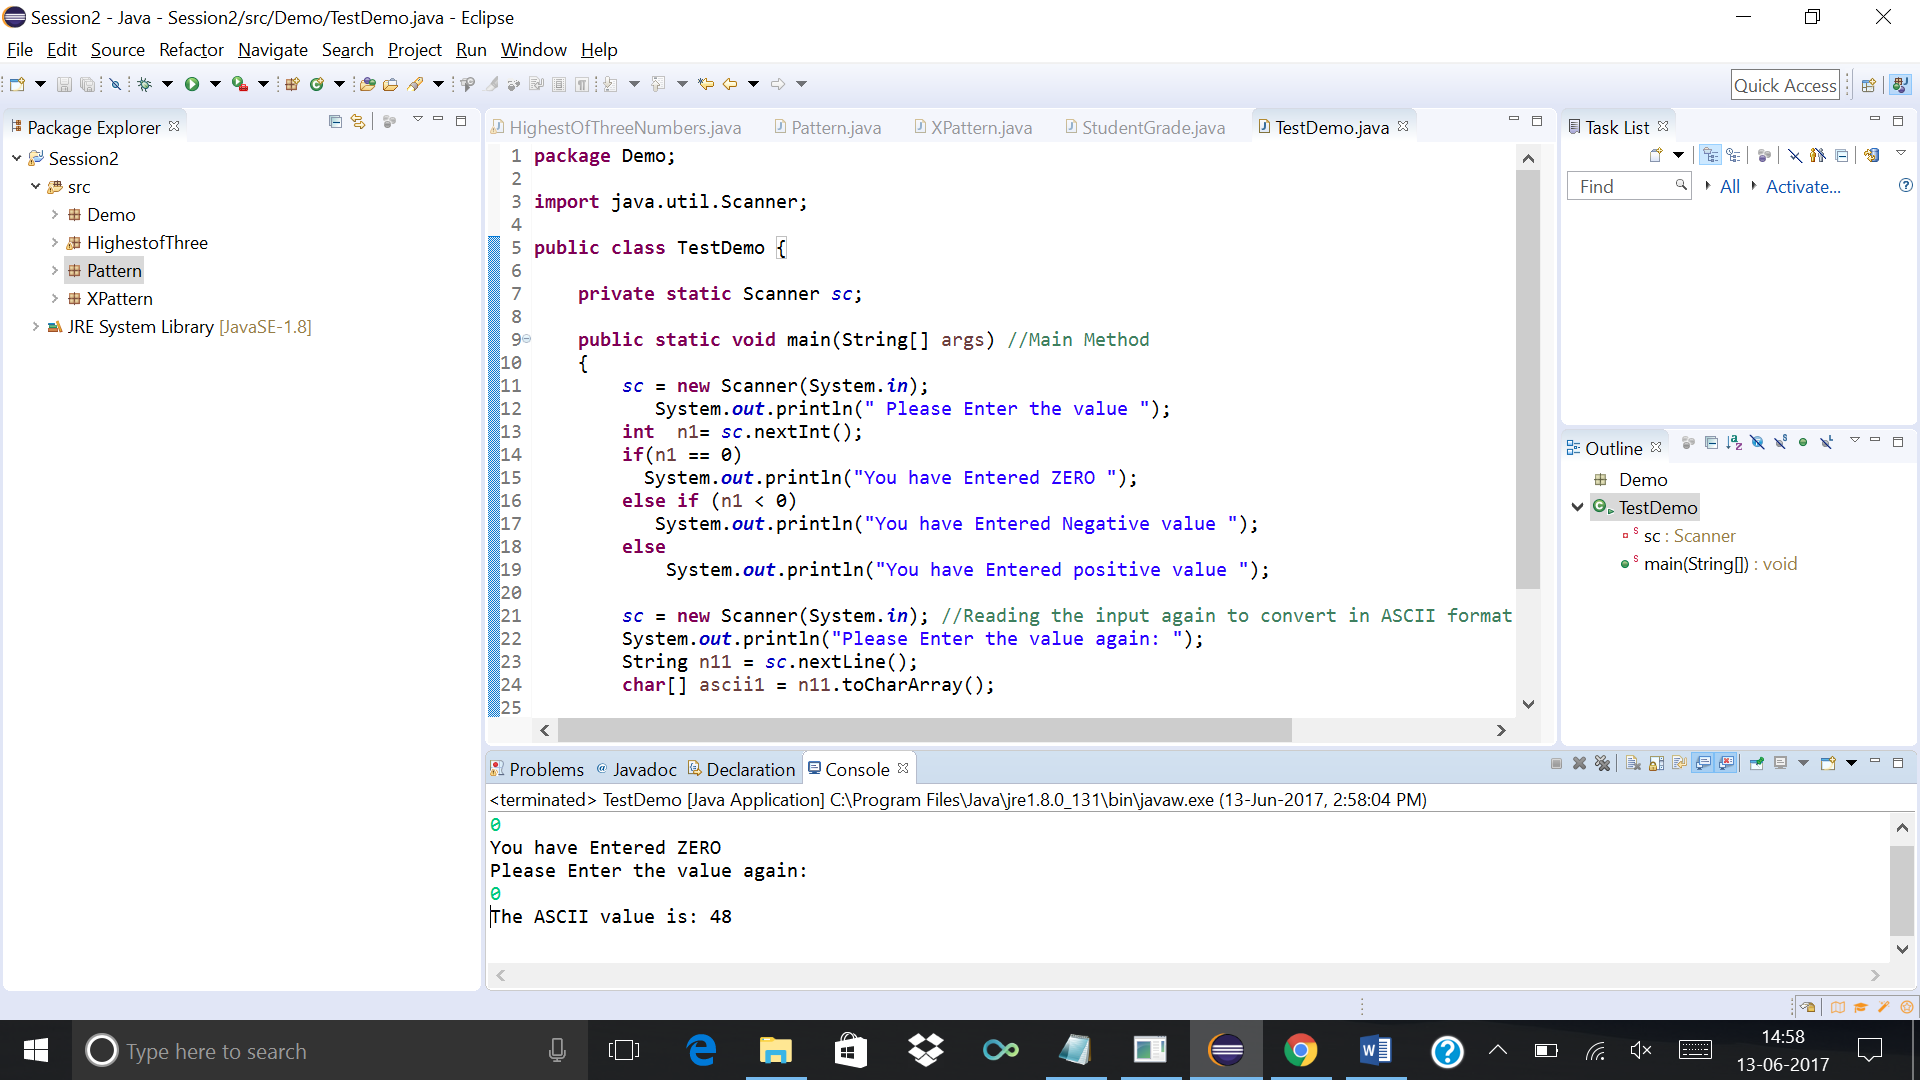 Session2 - Java - Session2/src/Demo/TestDemo.java - Eclipse
File Edit Source Refactor Navigate Search Project Run Window Help
Quick Access
Package Explorer
Session2
src
Demo
HighestofThree
Pattern
XPattern
JRE System Library [JavaSE-1.8]
HighestOfThreeNumbers.java Pattern.java XPattern.java StudentGrade.java TestDemo.java
1 package Demo;
2
3 import java.util.Scanner;
4
5 public class TestDemo {
6
7 private static Scanner sc;
8
9 public static void main(String[] args) //Main Method
10 {
11 sc = new Scanner(System.in);
12 System.out.println(" Please Enter the value ");
13 int  n1= sc.nextInt();
14 if(n1 == 0)
15 System.out.println("You have Entered ZERO ");
16 else if (n1 < 0)
17 System.out.println("You have Entered Negative value ");
18 else
19 System.out.println("You have Entered positive value ");
20
21 sc = new Scanner(System.in); //Reading the input again to convert in ASCII format
22 System.out.println("Please Enter the value again: ");
23 String n11 = sc.nextLine();
24 char[] ascii1 = n11.toCharArray();
25
Task List
Find All Activate...
Outline
Demo
TestDemo
sc : Scanner
main(String[]) : void
Problems @ Javadoc Declaration Console
<terminated> TestDemo [Java Application] C:\Program Files\Java\jre1.8.0_131\bin\javaw.exe (13-Jun-2017, 2:58:04 PM)
0
You have Entered ZERO
Please Enter the value again:
0
The ASCII value is: 48
Type here to search
14:58
13-06-2017